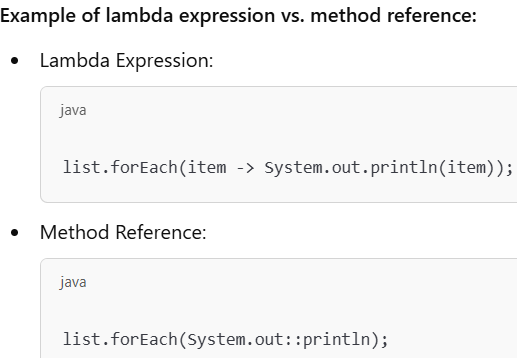 Example of lambda expression vs. method reference:
• Lambda Expression:
java
list.forEach(item -> System.out.println(item));
• Method Reference:
java
list.forEach(System.out::println);